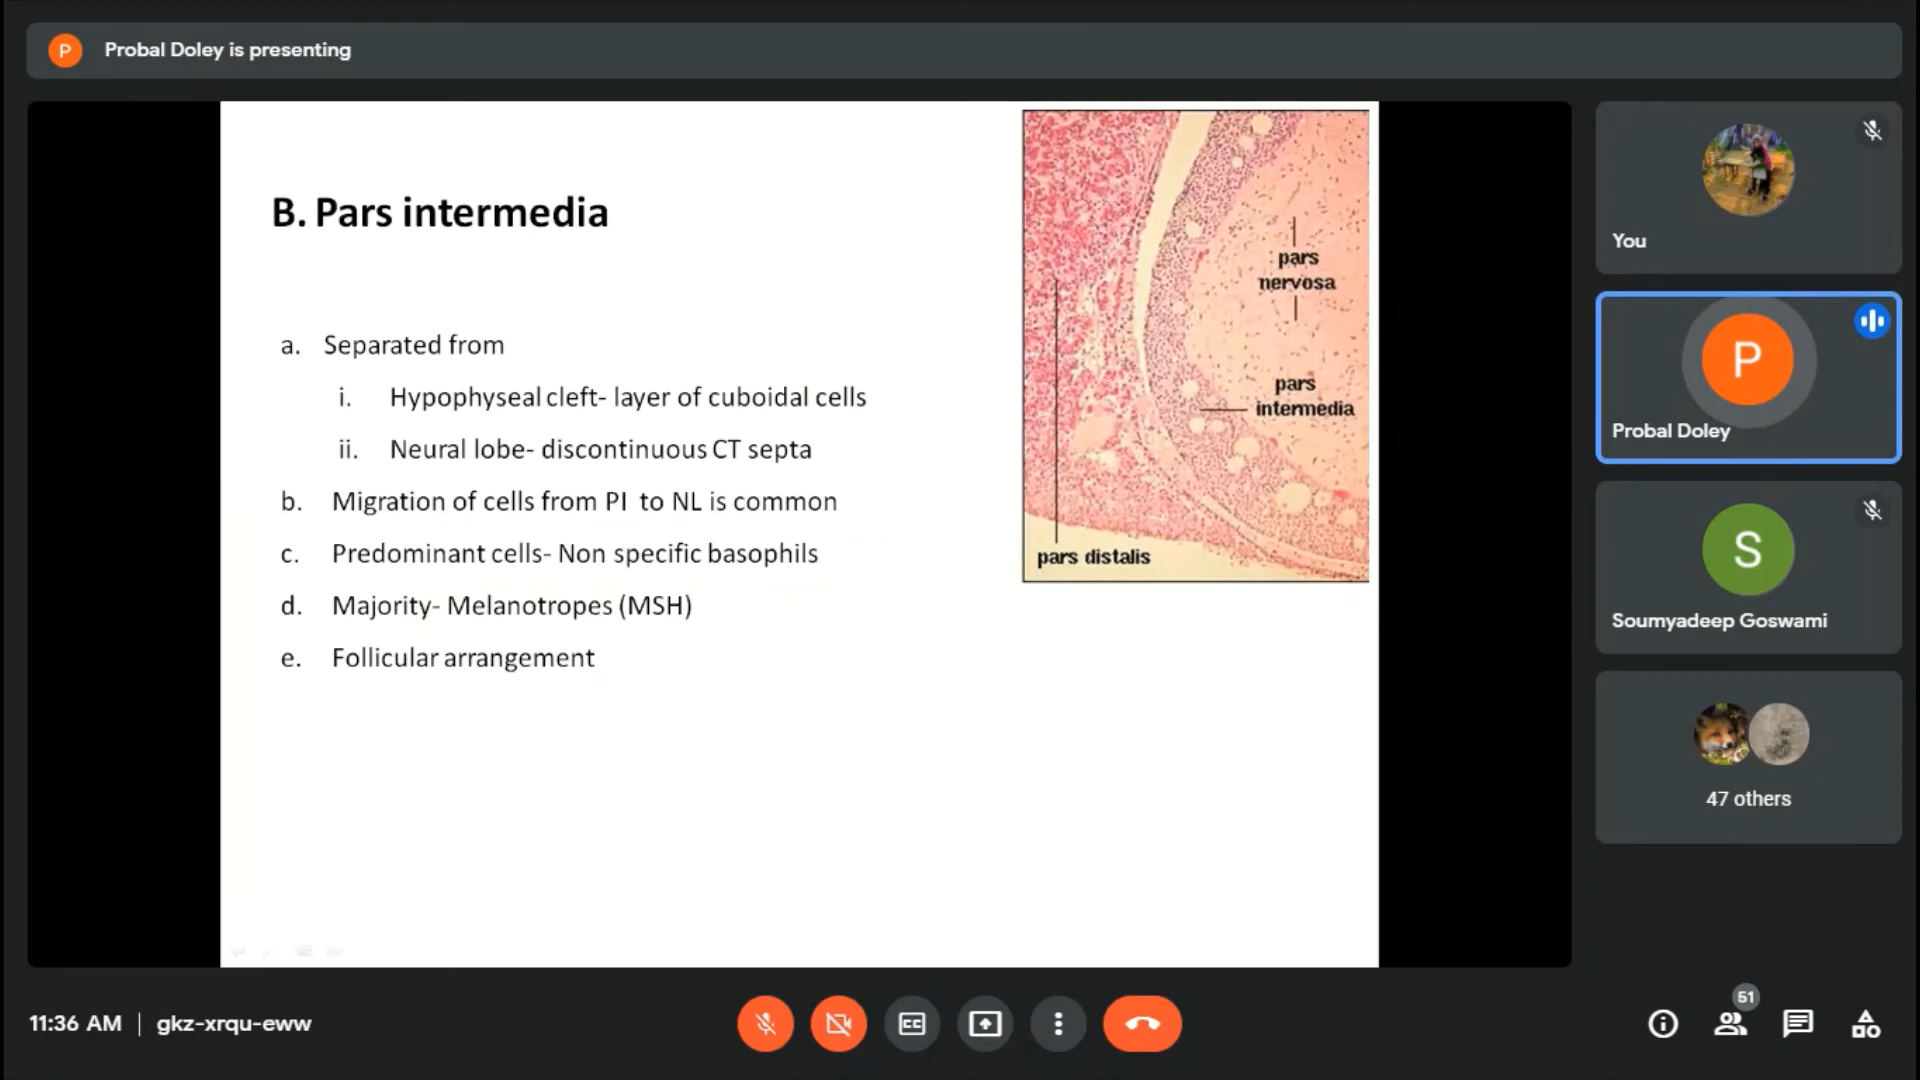 P
Probal Doley is presenting
B. Pars intermedia
a. Separated from
i. Hypophyseal cleft- layer of cuboidal cells
ii. Neural lobe- discontinuous CT septa
b. Migration of cells from PI to NL is common
c. Predominant cells- Non specific basophils
d. Majority- Melanotropes (MSH)
e. Follicular arrangement
pars
nervosa
pars
intermedia
pars distalis
You
P
Probal Doley
S
Soumyadeep Goswami
47 others
11:36 AM | gkz-xrqu-eww
CC
51